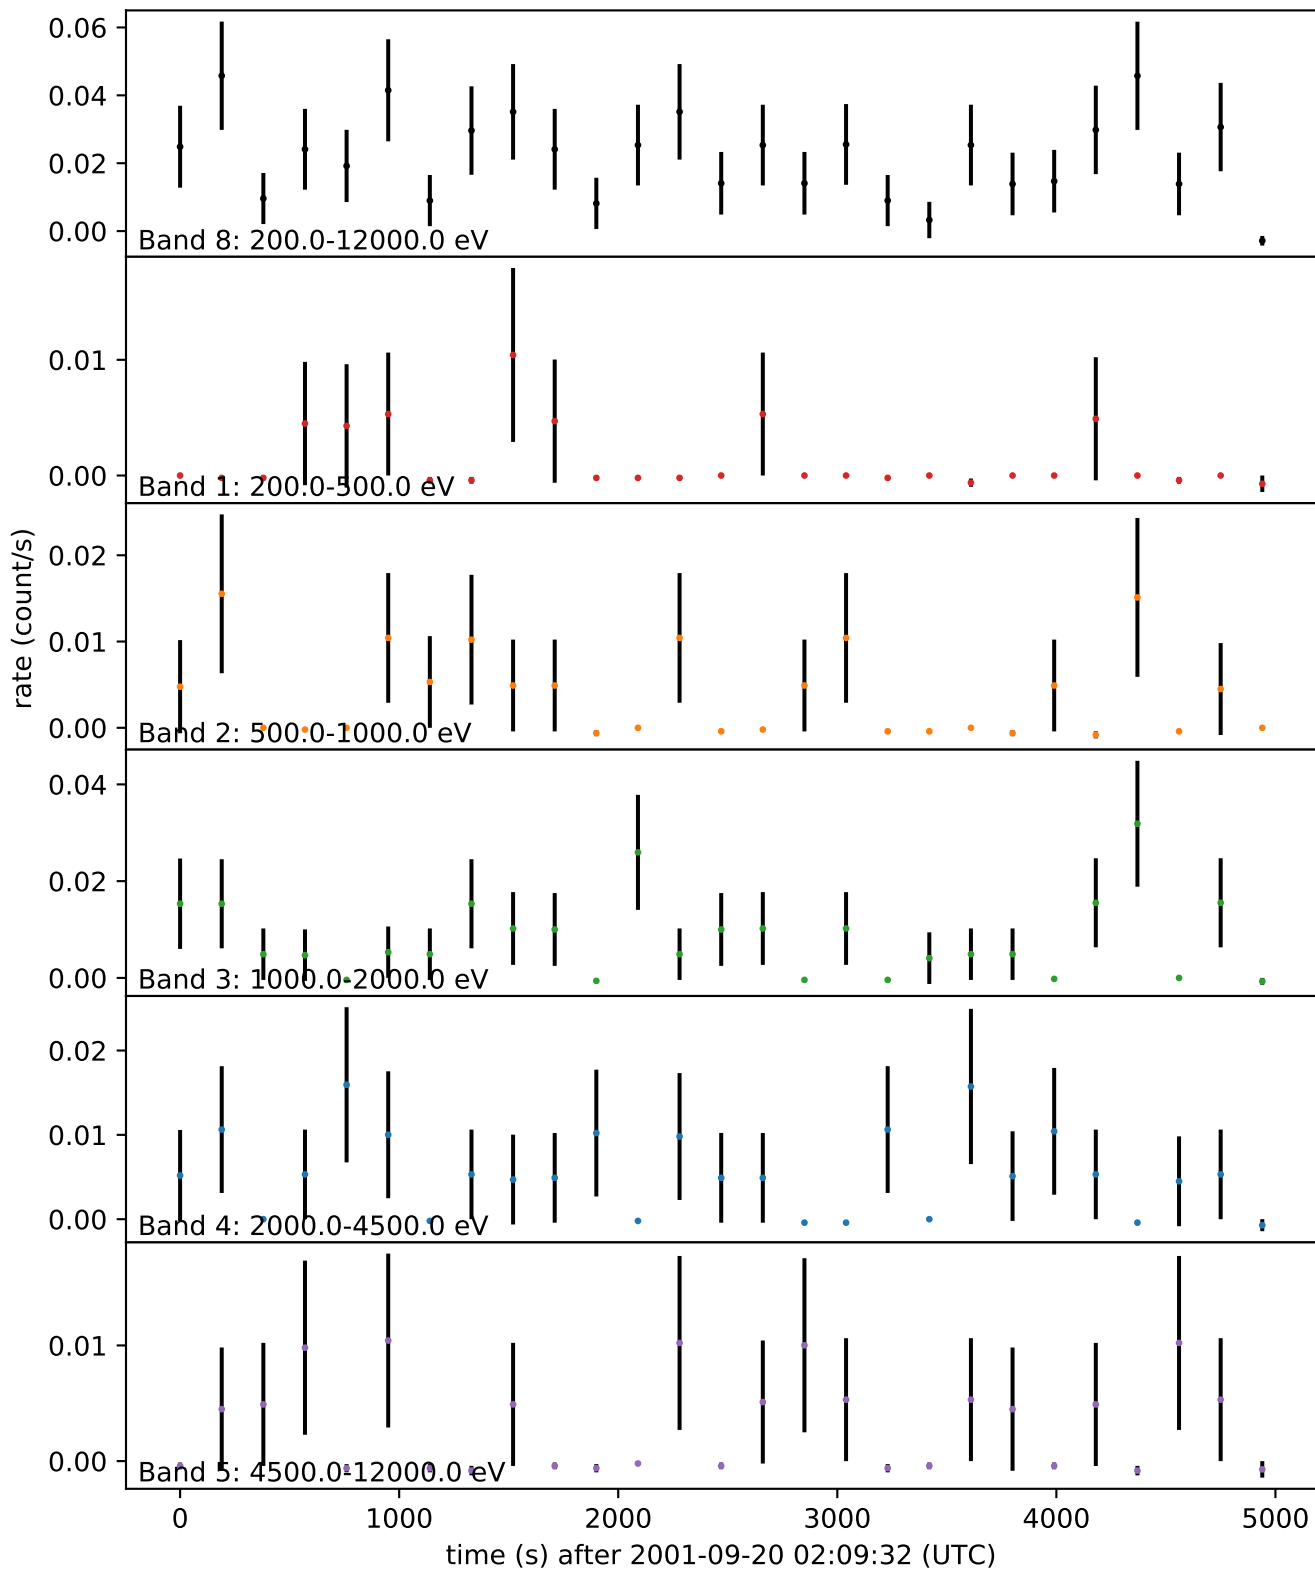 0.06
0.04
0.02
0.00
Band 8: 200.0-12000.0 eV
0.01
0.00
Band 1: 200.0-500.0 eV
0.02
0.01
0.00
Band 2: 500.0-1000.0 eV
rate (count/s)
0.04
0.02
0.00
Band 3: 1000.0-2000.0 eV
0.02
0.01
0.00
Band 4: 2000.0-4500.0 eV
0.01
0.00
Band 5: 4500.0-12000.0 eV
0 1000 2000 3000 4000 5000
time (s) after 2001-09-20 02:09:32 (UTC)